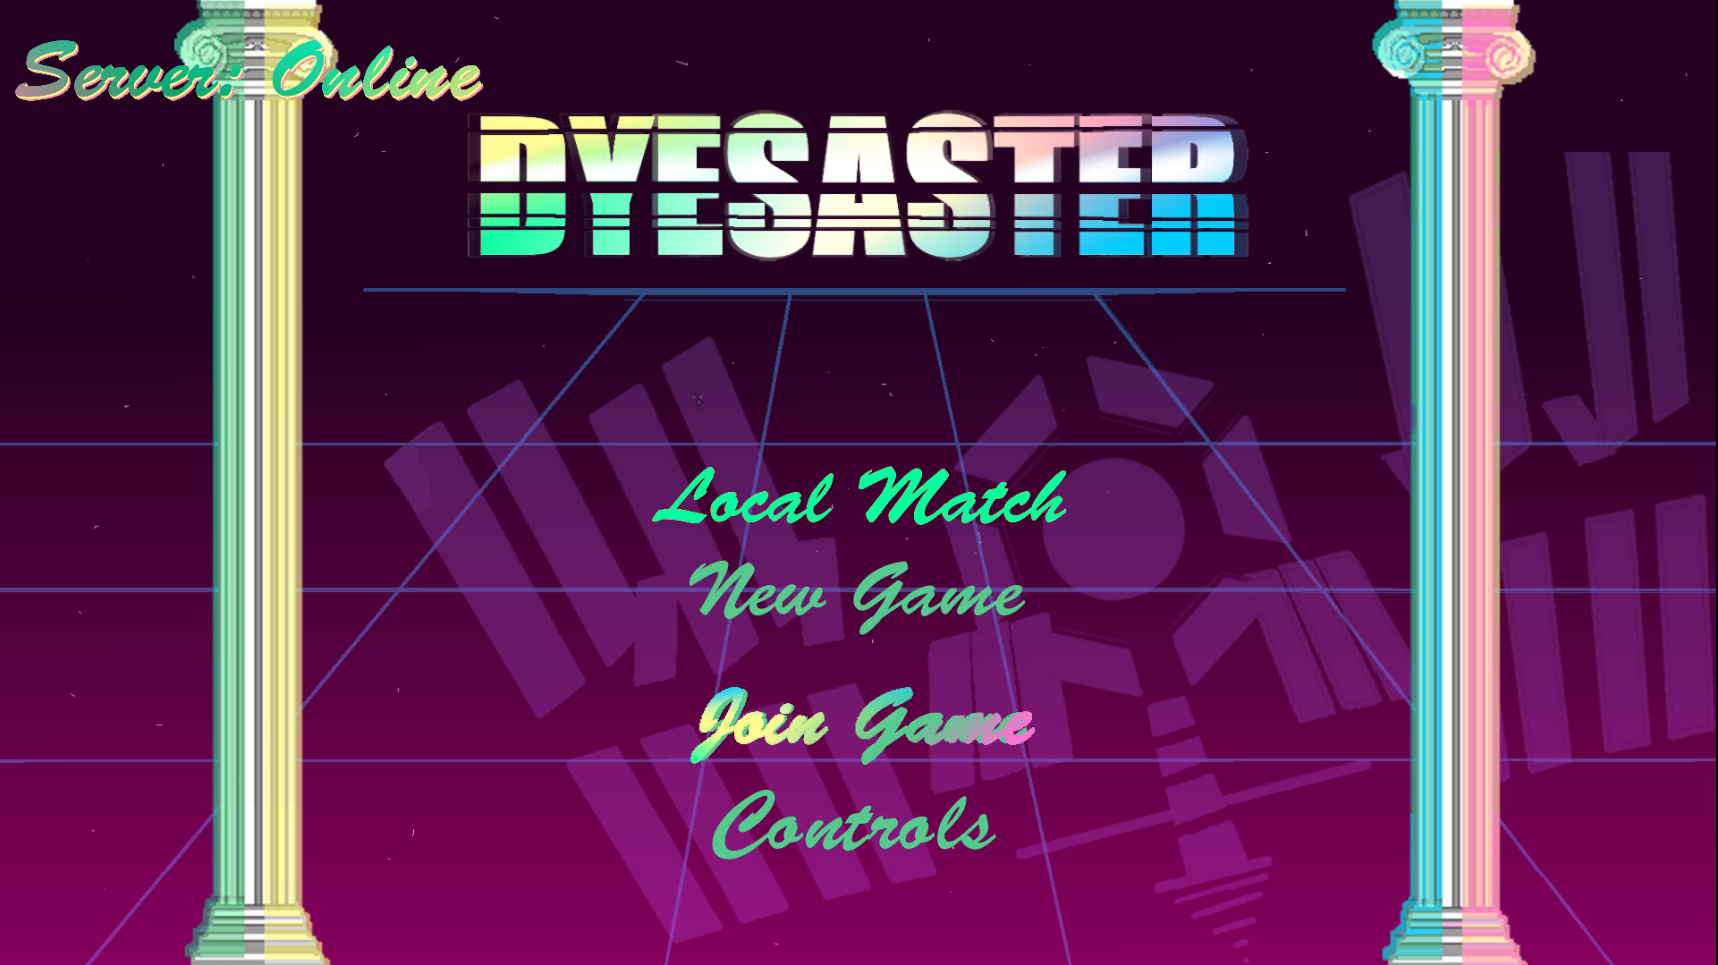 Server: Online
DYESASTER
Local Match
New Game
Join Game
Controls